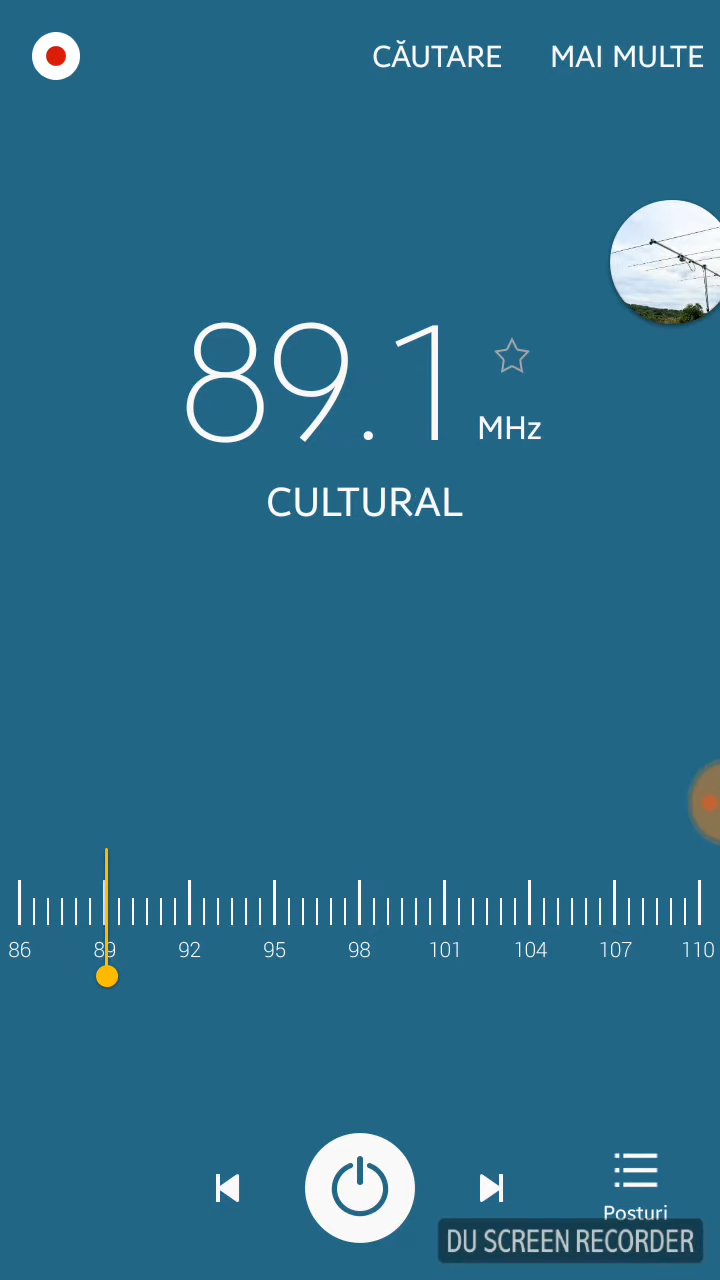 CĂUTARE MAI MULTE
89.1 MHz
CULTURAL
86 89 92 95 98 101 104 107 110
Posturi
DU SCREEN RECORDER